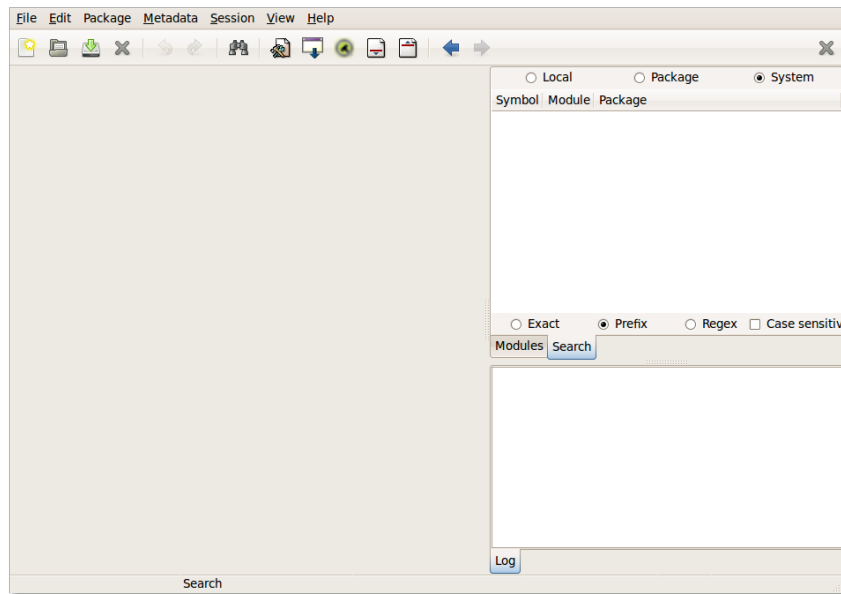 File Edit Package Metadata Session View Help
Local Package System
Symbol Module Package
Exact Prefix Regex Case sensitiv
Modules Search
Log
Search